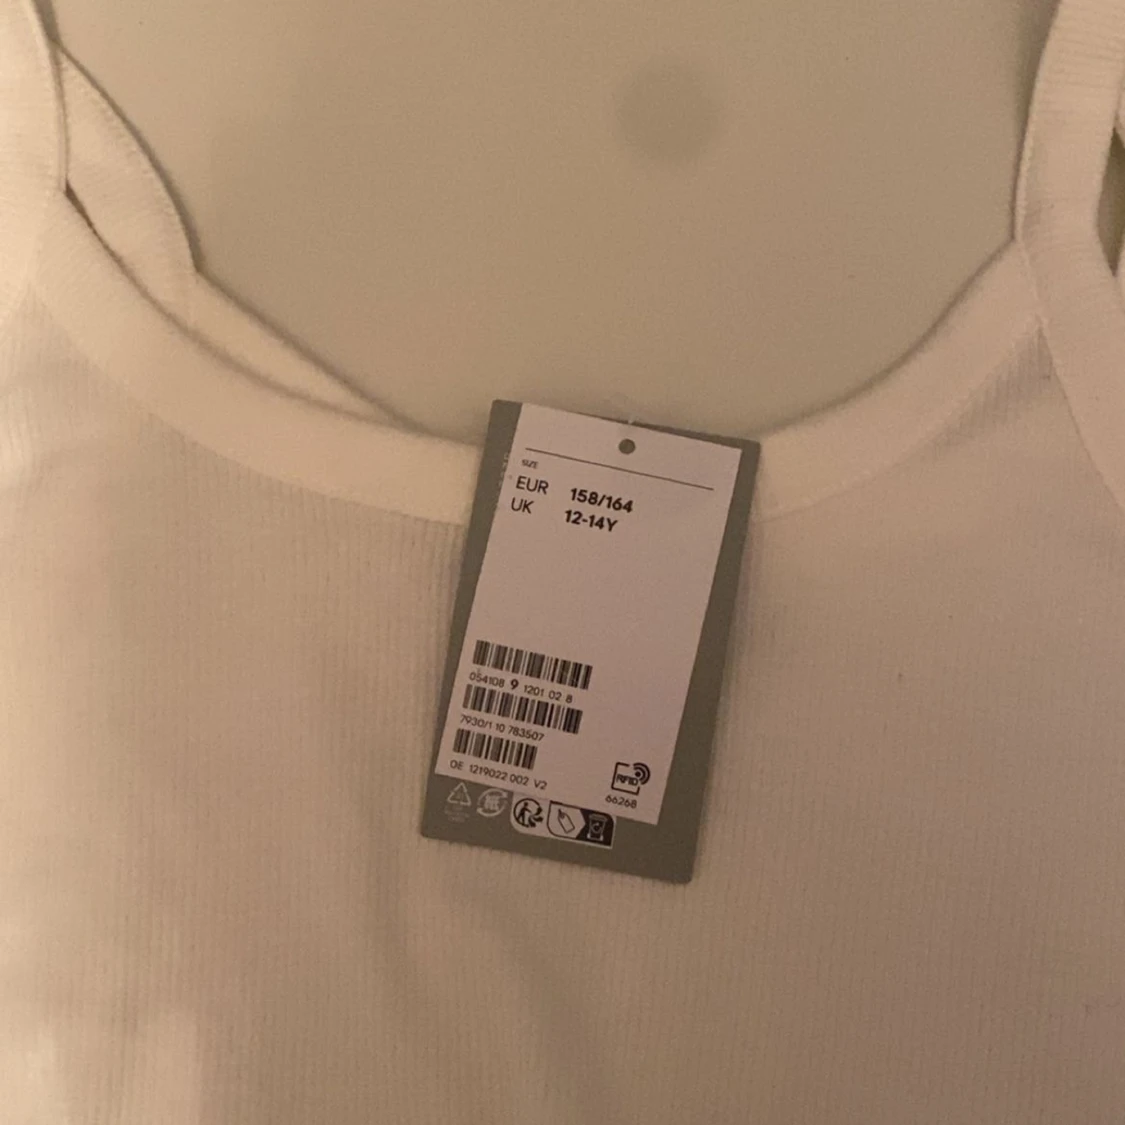 SIZE
EUR 158/164
UK 12-14Y
054108 9 1201 02 8
7930/1 10 783507
OE 1219022 002 V2
RFID
66268